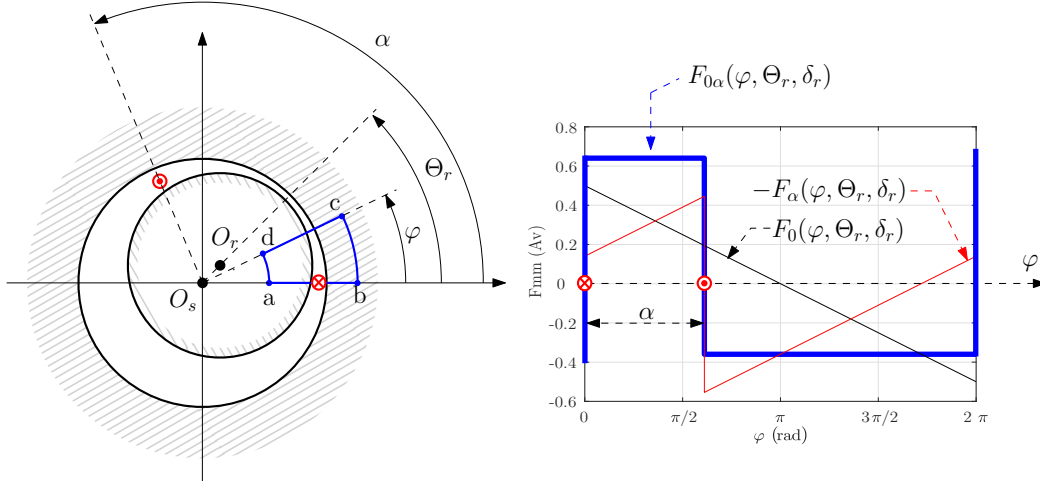 α
Θ_r
φ
c
d
O_r
O_s
a
b
F_{0α}(φ, Θ_r, δ_r)
−F_α(φ, Θ_r, δ_r)
F_0(φ, Θ_r, δ_r)
φ
α
Fmm (Av)
0.8
0.6
0.4
0.2
0
-0.2
-0.4
-0.6
0
π/2
π
3π/2
2 π
φ (rad)